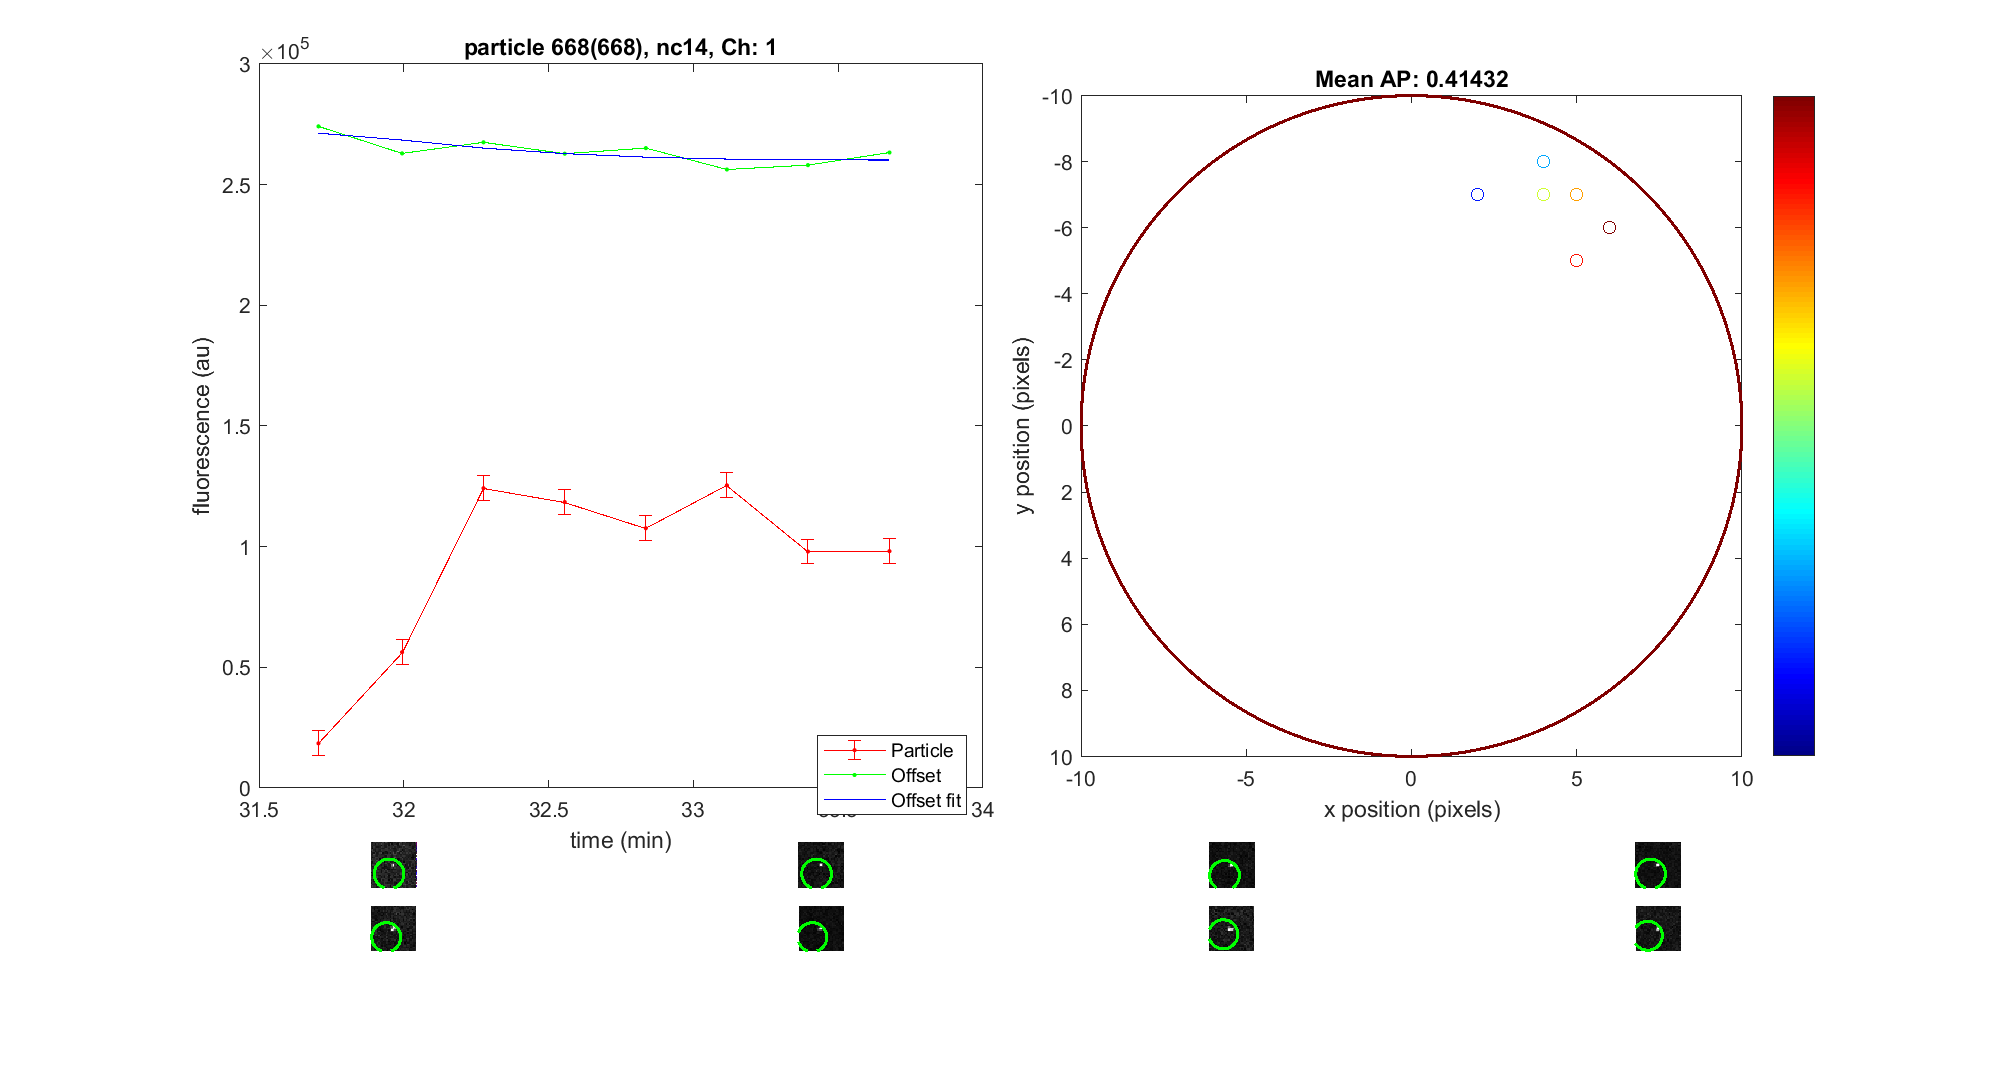 particle 668(668), nc14, Ch: 1
×10^5
3
2.5
2
1.5
1
0.5
0
fluorescence (au)
31.5 32 32.5 33 34
time (min)
Particle
Offset
Offset fit
Mean AP: 0.41432
-10
-8
-6
-4
-2
0
2
4
6
8
10
y position (pixels)
-10 -5 0 5 10
x position (pixels)